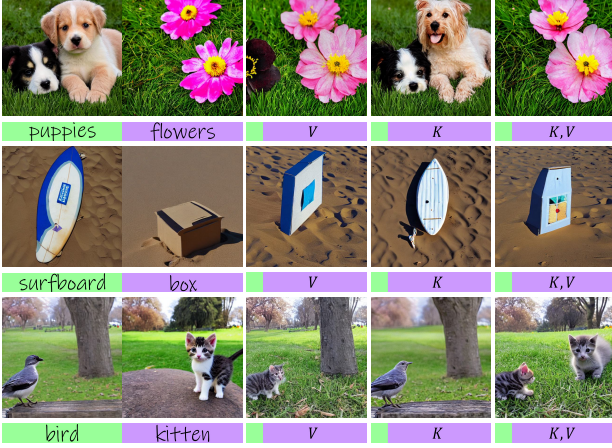 puppies flowers V K K,V
surfboard box V K K,V
bird kitten V K K,V